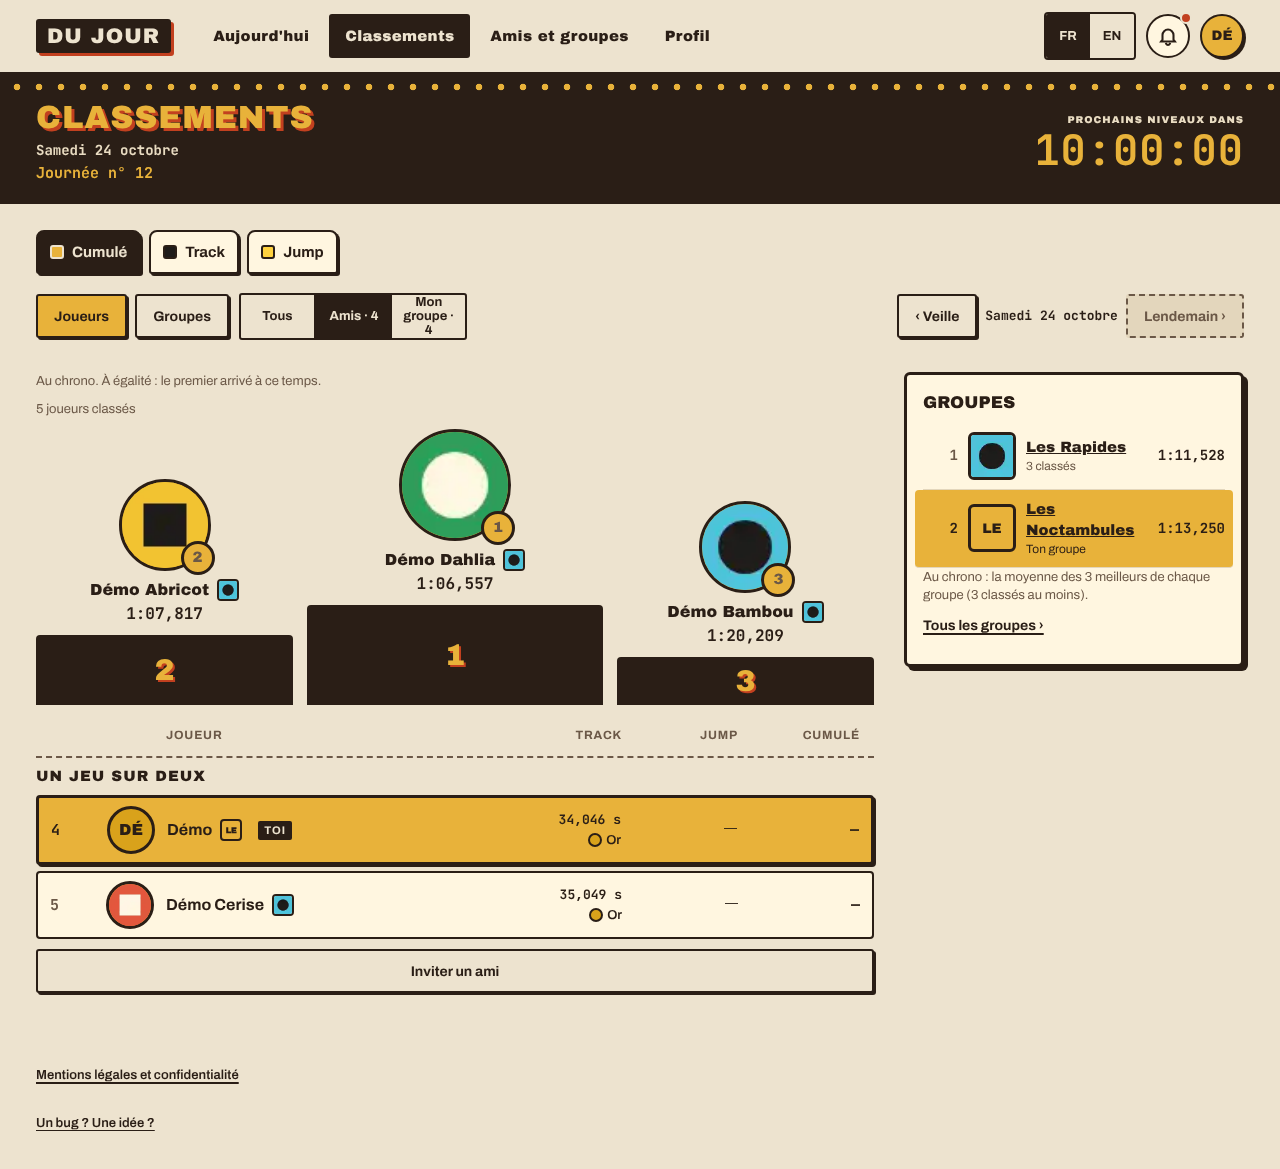 DU JOUR
Aujourd'hui
Classements
Amis et groupes
Profil
FR
EN
DÉ
CLASSEMENTS
Samedi 24 octobre
Journée n° 12
PROCHAINS NIVEAUX DANS
10:00:00
Cumulé
Track
Jump
Joueurs
Groupes
Tous
Amis · 4
Mon
groupe ·
4
‹ Veille
Samedi 24 octobre
Lendemain ›
Au chrono. À égalité : le premier arrivé à ce temps.
5 joueurs classés
2
Démo Abricot
1:07,817
2
1
Démo Dahlia
1:06,557
1
3
Démo Bambou
1:20,209
3
JOUEUR
TRACK
JUMP
CUMULÉ
UN JEU SUR DEUX
4
DÉ
Démo
LE
TOI
34,046 s
Or
—
–
5
Démo Cerise
35,049 s
Or
—
–
Inviter un ami
GROUPES
1
Les Rapides
3 classés
1:11,528
2
LE
Les
Noctambules
Ton groupe
1:13,250
Au chrono : la moyenne des 3 meilleurs de chaque
groupe (3 classés au moins).
Tous les groupes ›
Mentions légales et confidentialité
Un bug ? Une idée ?